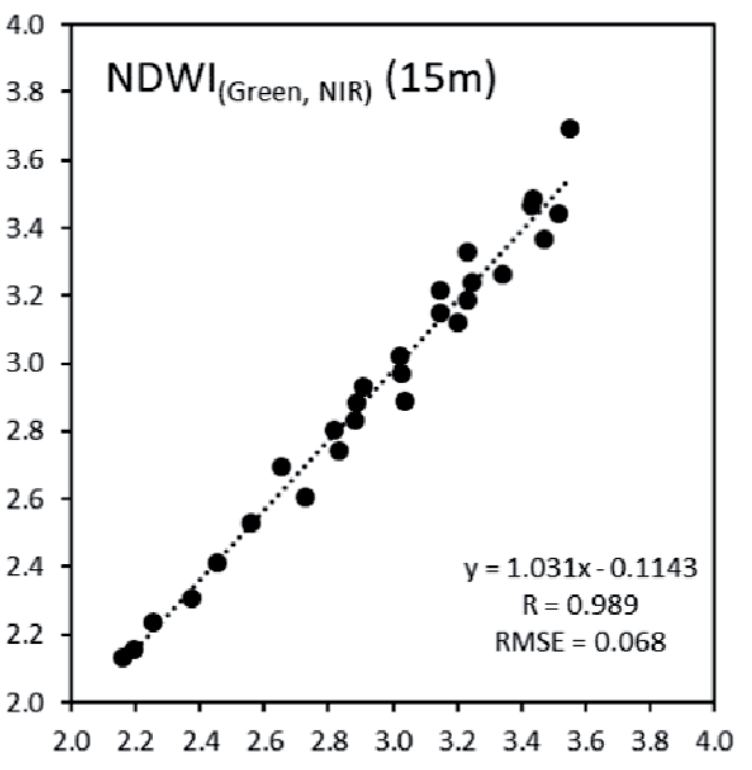 4.0
NDWI(Green, NIR) (15m)
3.8
3.6
3.4
3.2
3.0
2.8
2.6
2.4
y = 1.031x - 0.1143
R = 0.989
2.2
RMSE = 0.068
2.0
2.0 2.2 2.4 2.6 2.8 3.0 3.2 3.4 3.6 3.8 4.0